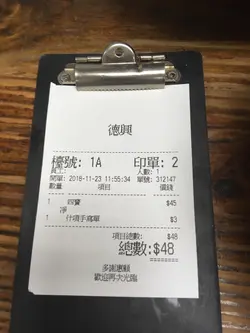 德興
檯號: 1A 印單: 2
員工: 人數: 1
開單: 2018-11-23 11:55:34 單號: 312147
數量 項目 價錢
1 四寶 $45
淨
1 什項手寫單 $3
項目總數: $48
總數:$48
多謝惠顧
歡迎再次光臨